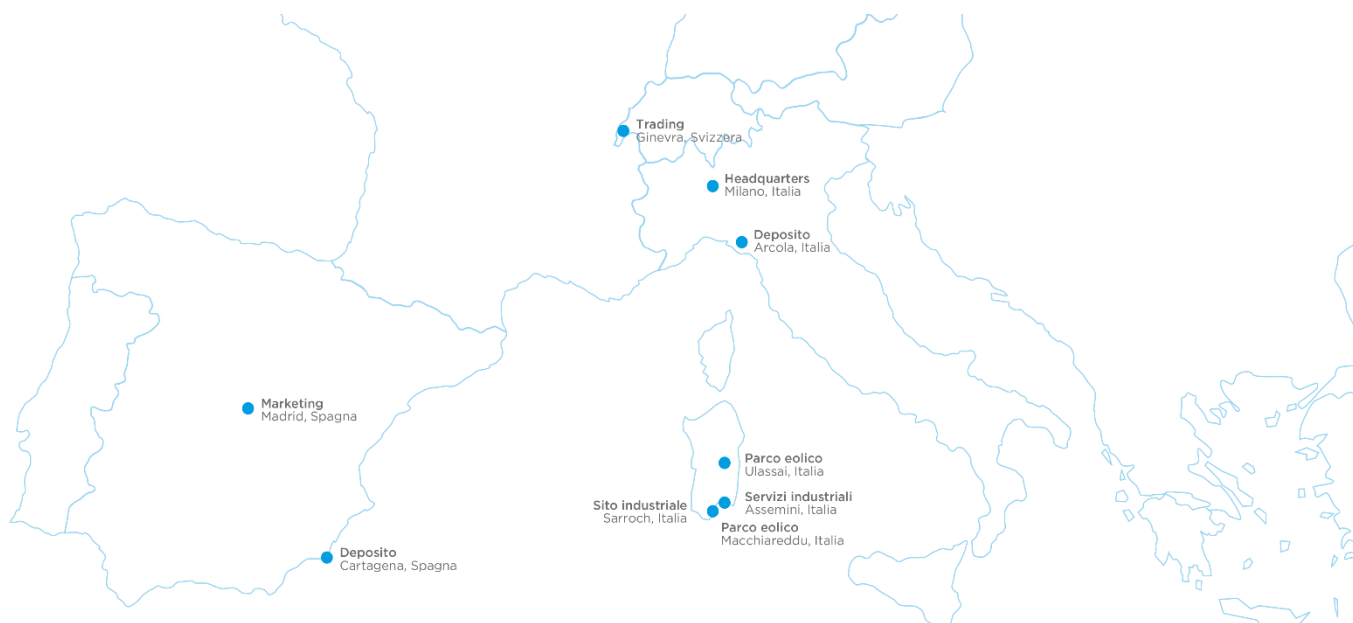 Trading
Ginevra, Svizzera
Headquarters
Milano, Italia
Deposito
Arcola, Italia
Marketing
Madrid, Spagna
Parco eolico
Ulassai, Italia
Servizi industriali
Assemini, Italia
Sito industriale
Sarroch, Italia
Parco eolico
Macchiareddu, Italia
Deposito
Cartagena, Spagna